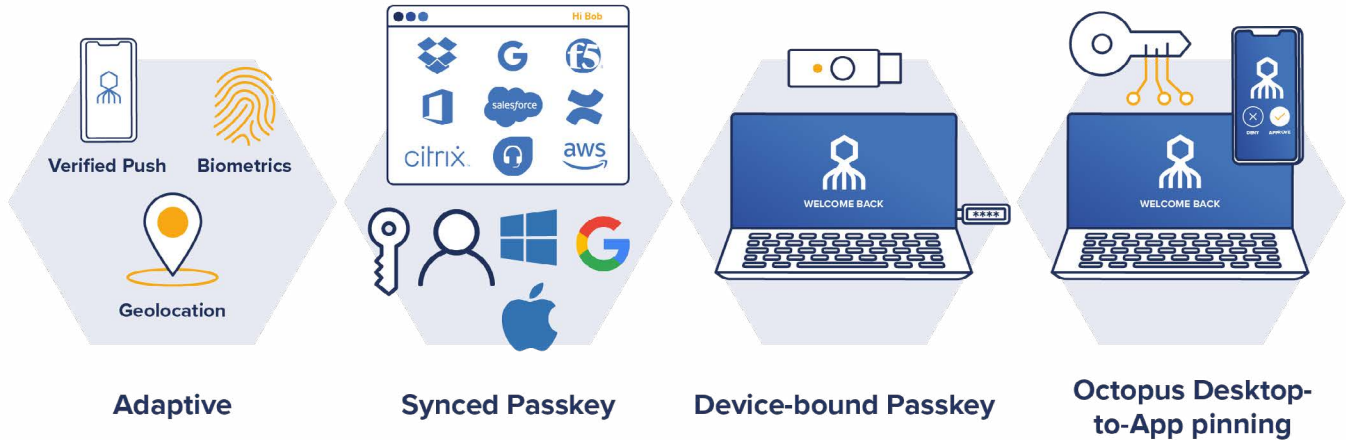 Verified Push
Biometrics
Geolocation
Adaptive
Hi Bob
f5
salesforce
citrix
aws
Synced Passkey
WELCOME BACK
****
Device-bound Passkey
DENY
APPROVE
WELCOME BACK
Octopus Desktop-
to-App pinning